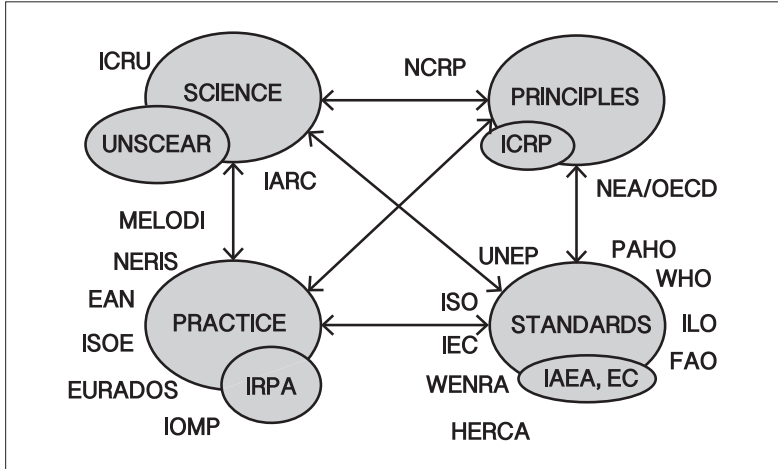 ICRU
NCRP
SCIENCE
PRINCIPLES
UNSCEAR
ICRP
IARC
NEA/OECD
MELODI
UNEP
PAHO
NERIS
WHO
EAN
ISO
PRACTICE
STANDARDS
ILO
ISOE
IEC
FAO
EURADOS
IRPA
WENRA
IAEA, EC
IOMP
HERCA